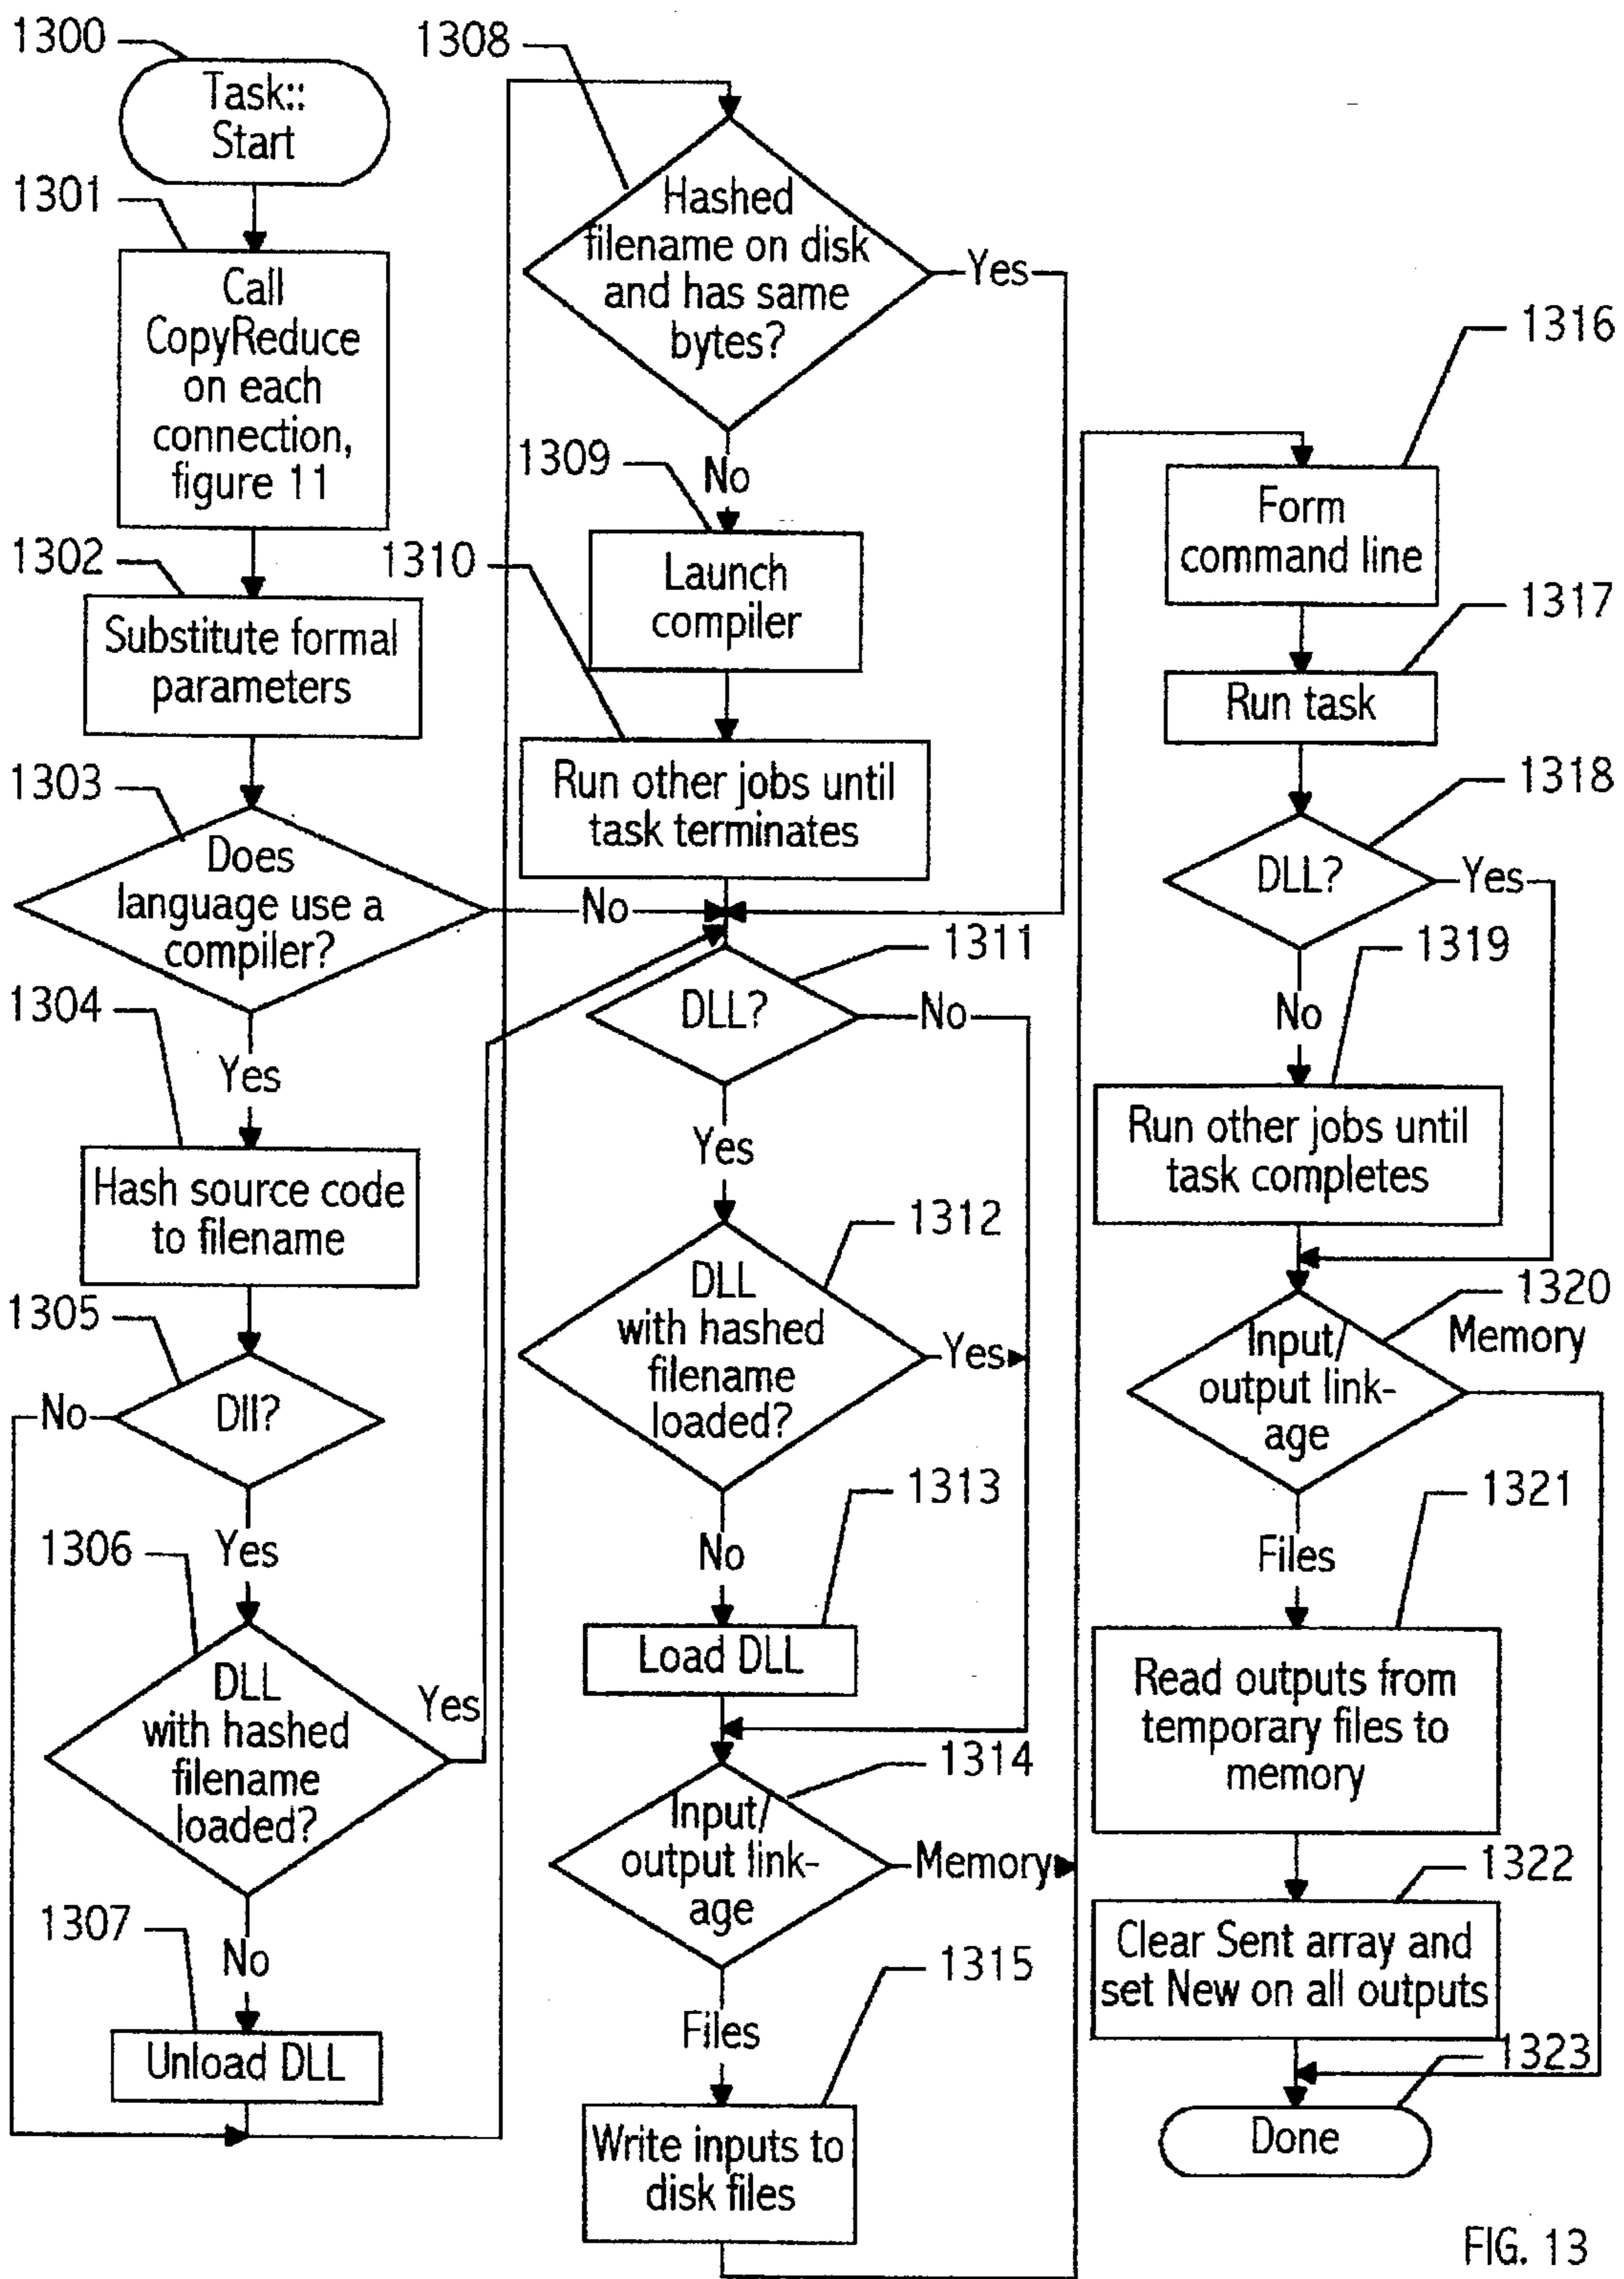 1300
Task::
Start
1301
Call
CopyReduce
on each
connection,
figure 11
1302
Substitute formal
parameters
1303
Does
language use a
compiler?
No
Yes
1304
Hash source code
to filename
1305
Dll?
No
Yes
1306
DLL
with hashed
filename
loaded?
Yes
No
1307
Unload DLL
1308
Hashed
filename on disk
and has same
bytes?
Yes
No
1309
Launch
compiler
1310
Run other jobs until
task terminates
1311
DLL?
No
Yes
1312
DLL
with hashed
filename
loaded?
Yes
No
1313
Load DLL
1314
Input/
output link-
age
Memory
Files
1315
Write inputs to
disk files
1316
Form
command line
1317
Run task
1318
DLL?
Yes
No
1319
Run other jobs until
task completes
1320
Input/
output link-
age
Memory
Files
1321
Read outputs from
temporary files to
memory
1322
Clear Sent array and
set New on all outputs
1323
Done
FIG. 13